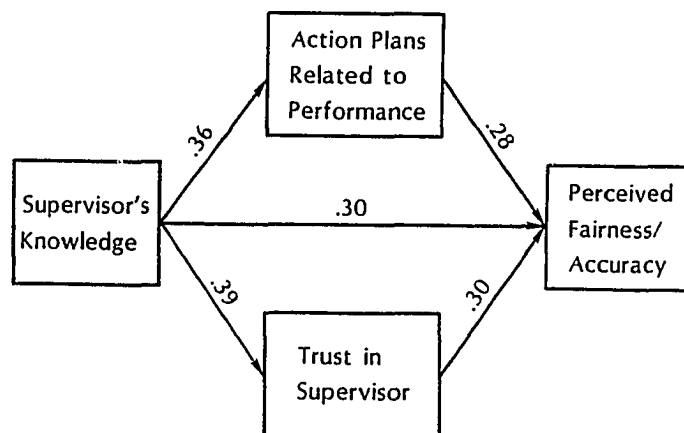 Action Plans
Related to
Performance
.36
.28
Supervisor's
Knowledge
.30
Perceived
Fairness/
Accuracy
.39
.30
Trust in
Supervisor